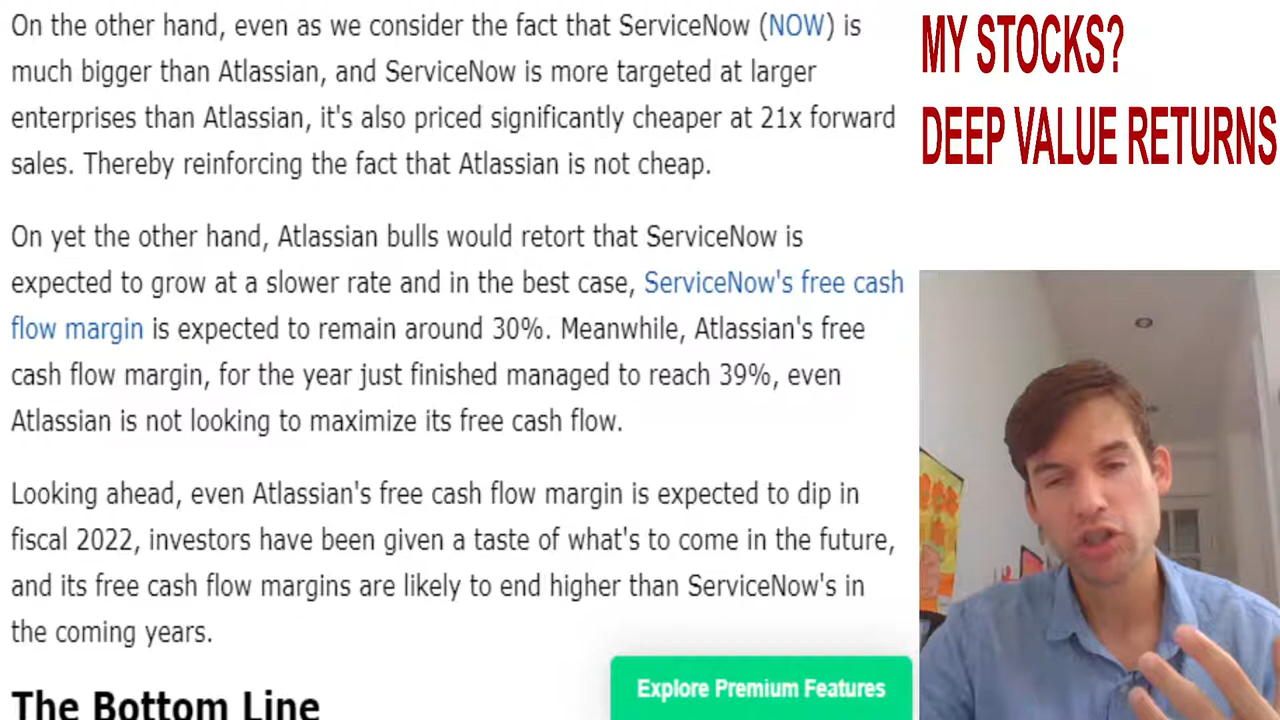 On the other hand, even as we consider the fact that ServiceNow (NOW) is
much bigger than Atlassian, and ServiceNow is more targeted at larger
enterprises than Atlassian, it's also priced significantly cheaper at 21x forward
sales. Thereby reinforcing the fact that Atlassian is not cheap.
On yet the other hand, Atlassian bulls would retort that ServiceNow is
expected to grow at a slower rate and in the best case, ServiceNow's free cash
flow margin is expected to remain around 30%. Meanwhile, Atlassian's free
cash flow margin, for the year just finished managed to reach 39%, even
Atlassian is not looking to maximize its free cash flow.
Looking ahead, even Atlassian's free cash flow margin is expected to dip in
fiscal 2022, investors have been given a taste of what's to come in the future,
and its free cash flow margins are likely to end higher than ServiceNow's in
the coming years.
The Bottom Line
Explore Premium Features
MY STOCKS?
DEEP VALUE RETURNS